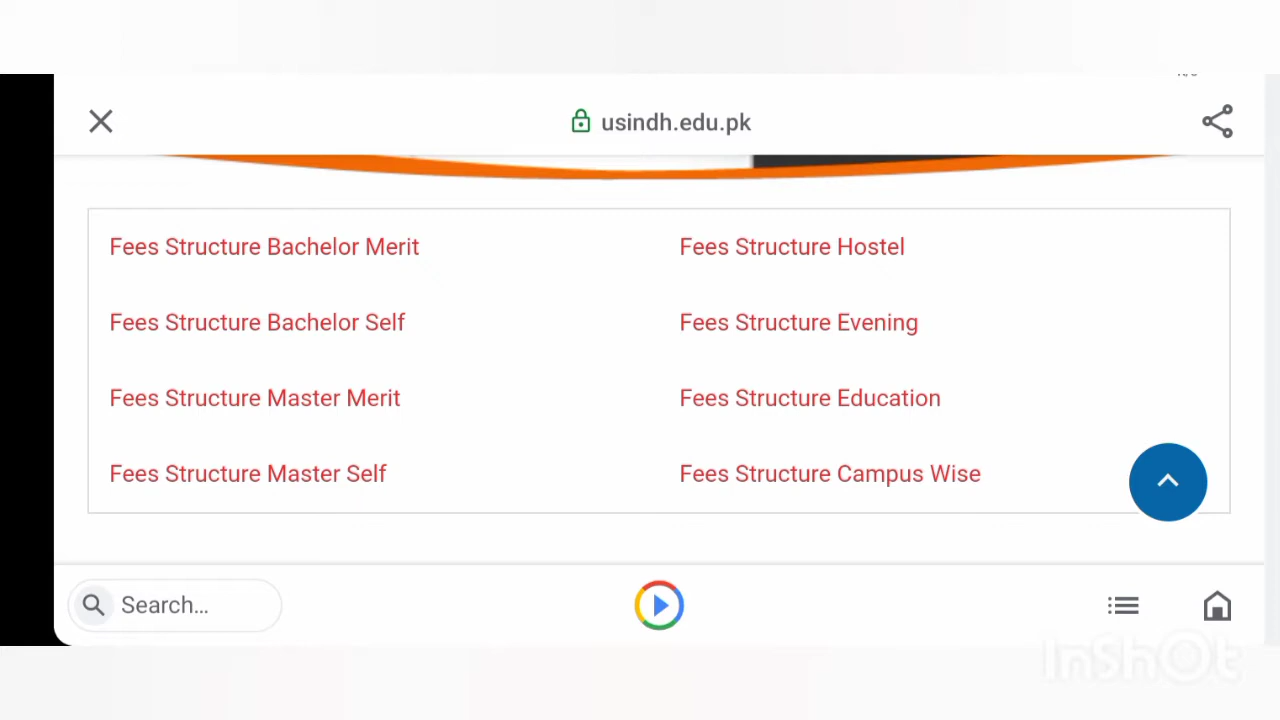 usindh.edu.pk
Fees Structure Bachelor Merit
Fees Structure Hostel
Fees Structure Bachelor Self
Fees Structure Evening
Fees Structure Master Merit
Fees Structure Education
Fees Structure Master Self
Fees Structure Campus Wise
Search...
InShOt